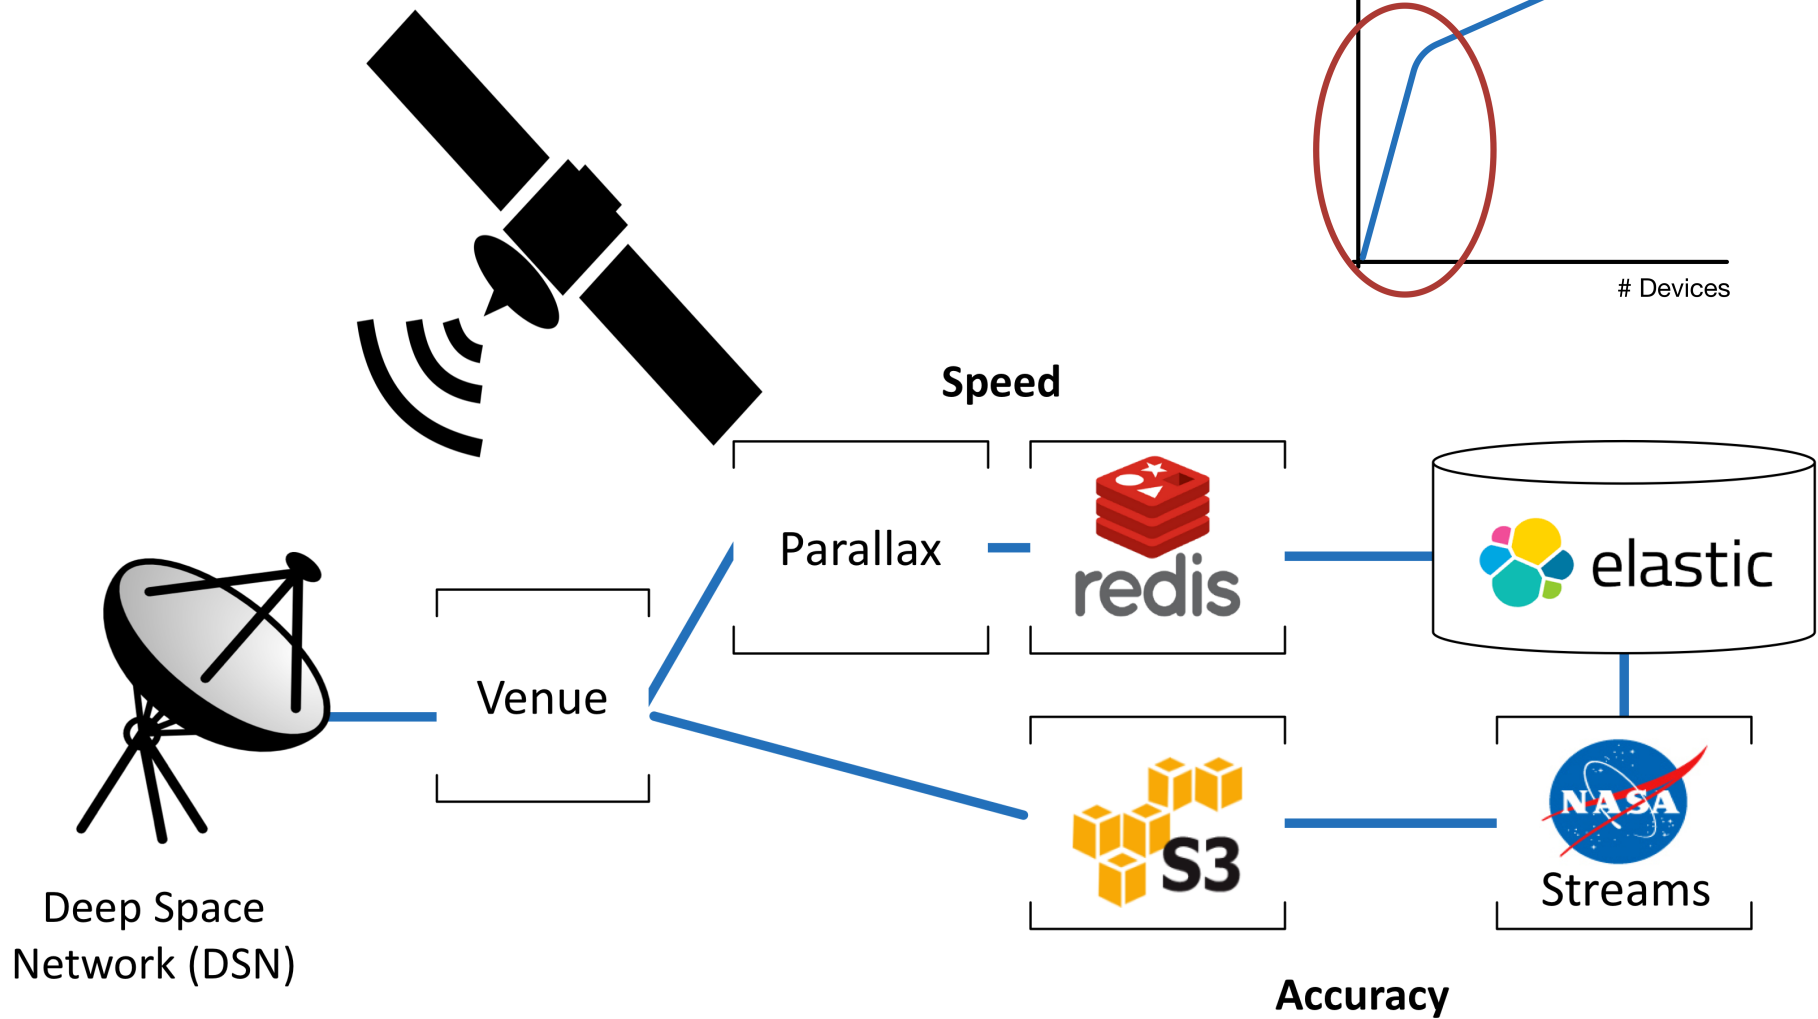 # Devices
Speed
Parallax
redis
elastic
Venue
S3
NASA
Streams
Deep Space
Network (DSN)
Accuracy